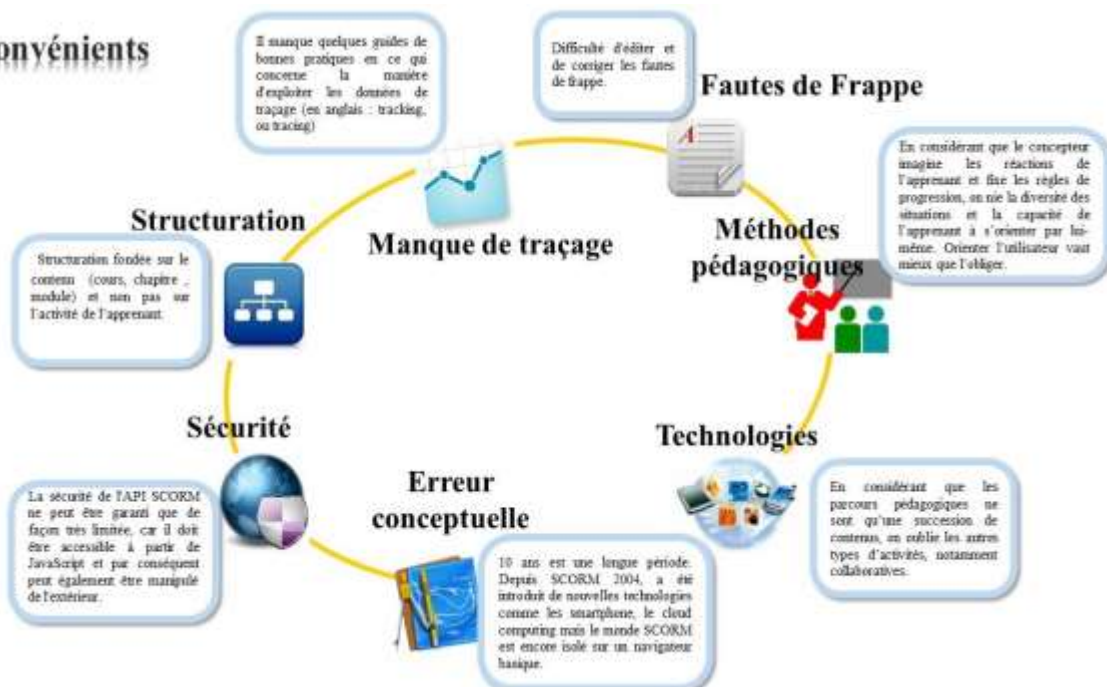 onvénients
Il manque quelques guides de
bonnes pratiques en ce qui
concerne la manière
d'exploiter les données de
traçage (en anglais : tracking,
ou tracing)
Difficulté d'éditer et
de corriger les fautes
de frappe.
Fautes de Frappe
A
En considérant que le concepteur
imagine les réactions de
l'apprenant et fixe les règles de
progression, on nie la diversité des
situations et la capacité de
l'apprenant à s'orienter par lui-
même. Orienter l'utilisateur vaut
mieux que l'obliger.
Structuration
Manque de traçage
Méthodes
pédagogiques
Structuration fondée sur le
contenu (cours, chapitre ,
module) et non pas sur
l'activité de l'apprenant
Sécurité
Technologies
La sécurité de l'API SCORM
ne peut être garanti que de
façon très limitée, car il doit
être accessible à partir de
JavaScript et par conséquent
peut également être manipulé
de l'extérieur.
Erreur
conceptuelle
10 ans est une longue période.
Depuis SCORM 2004, a été
introduit de nouvelles technologies
comme les smartphone, le cloud
computing mais le monde SCORM
est encore isolé sur un navigateur
basique.
En considérant que les
parcours pédagogiques ne
sont qu'une succession de
contenus, on oublie les autres
types d'activités, notamment
collaboratives.